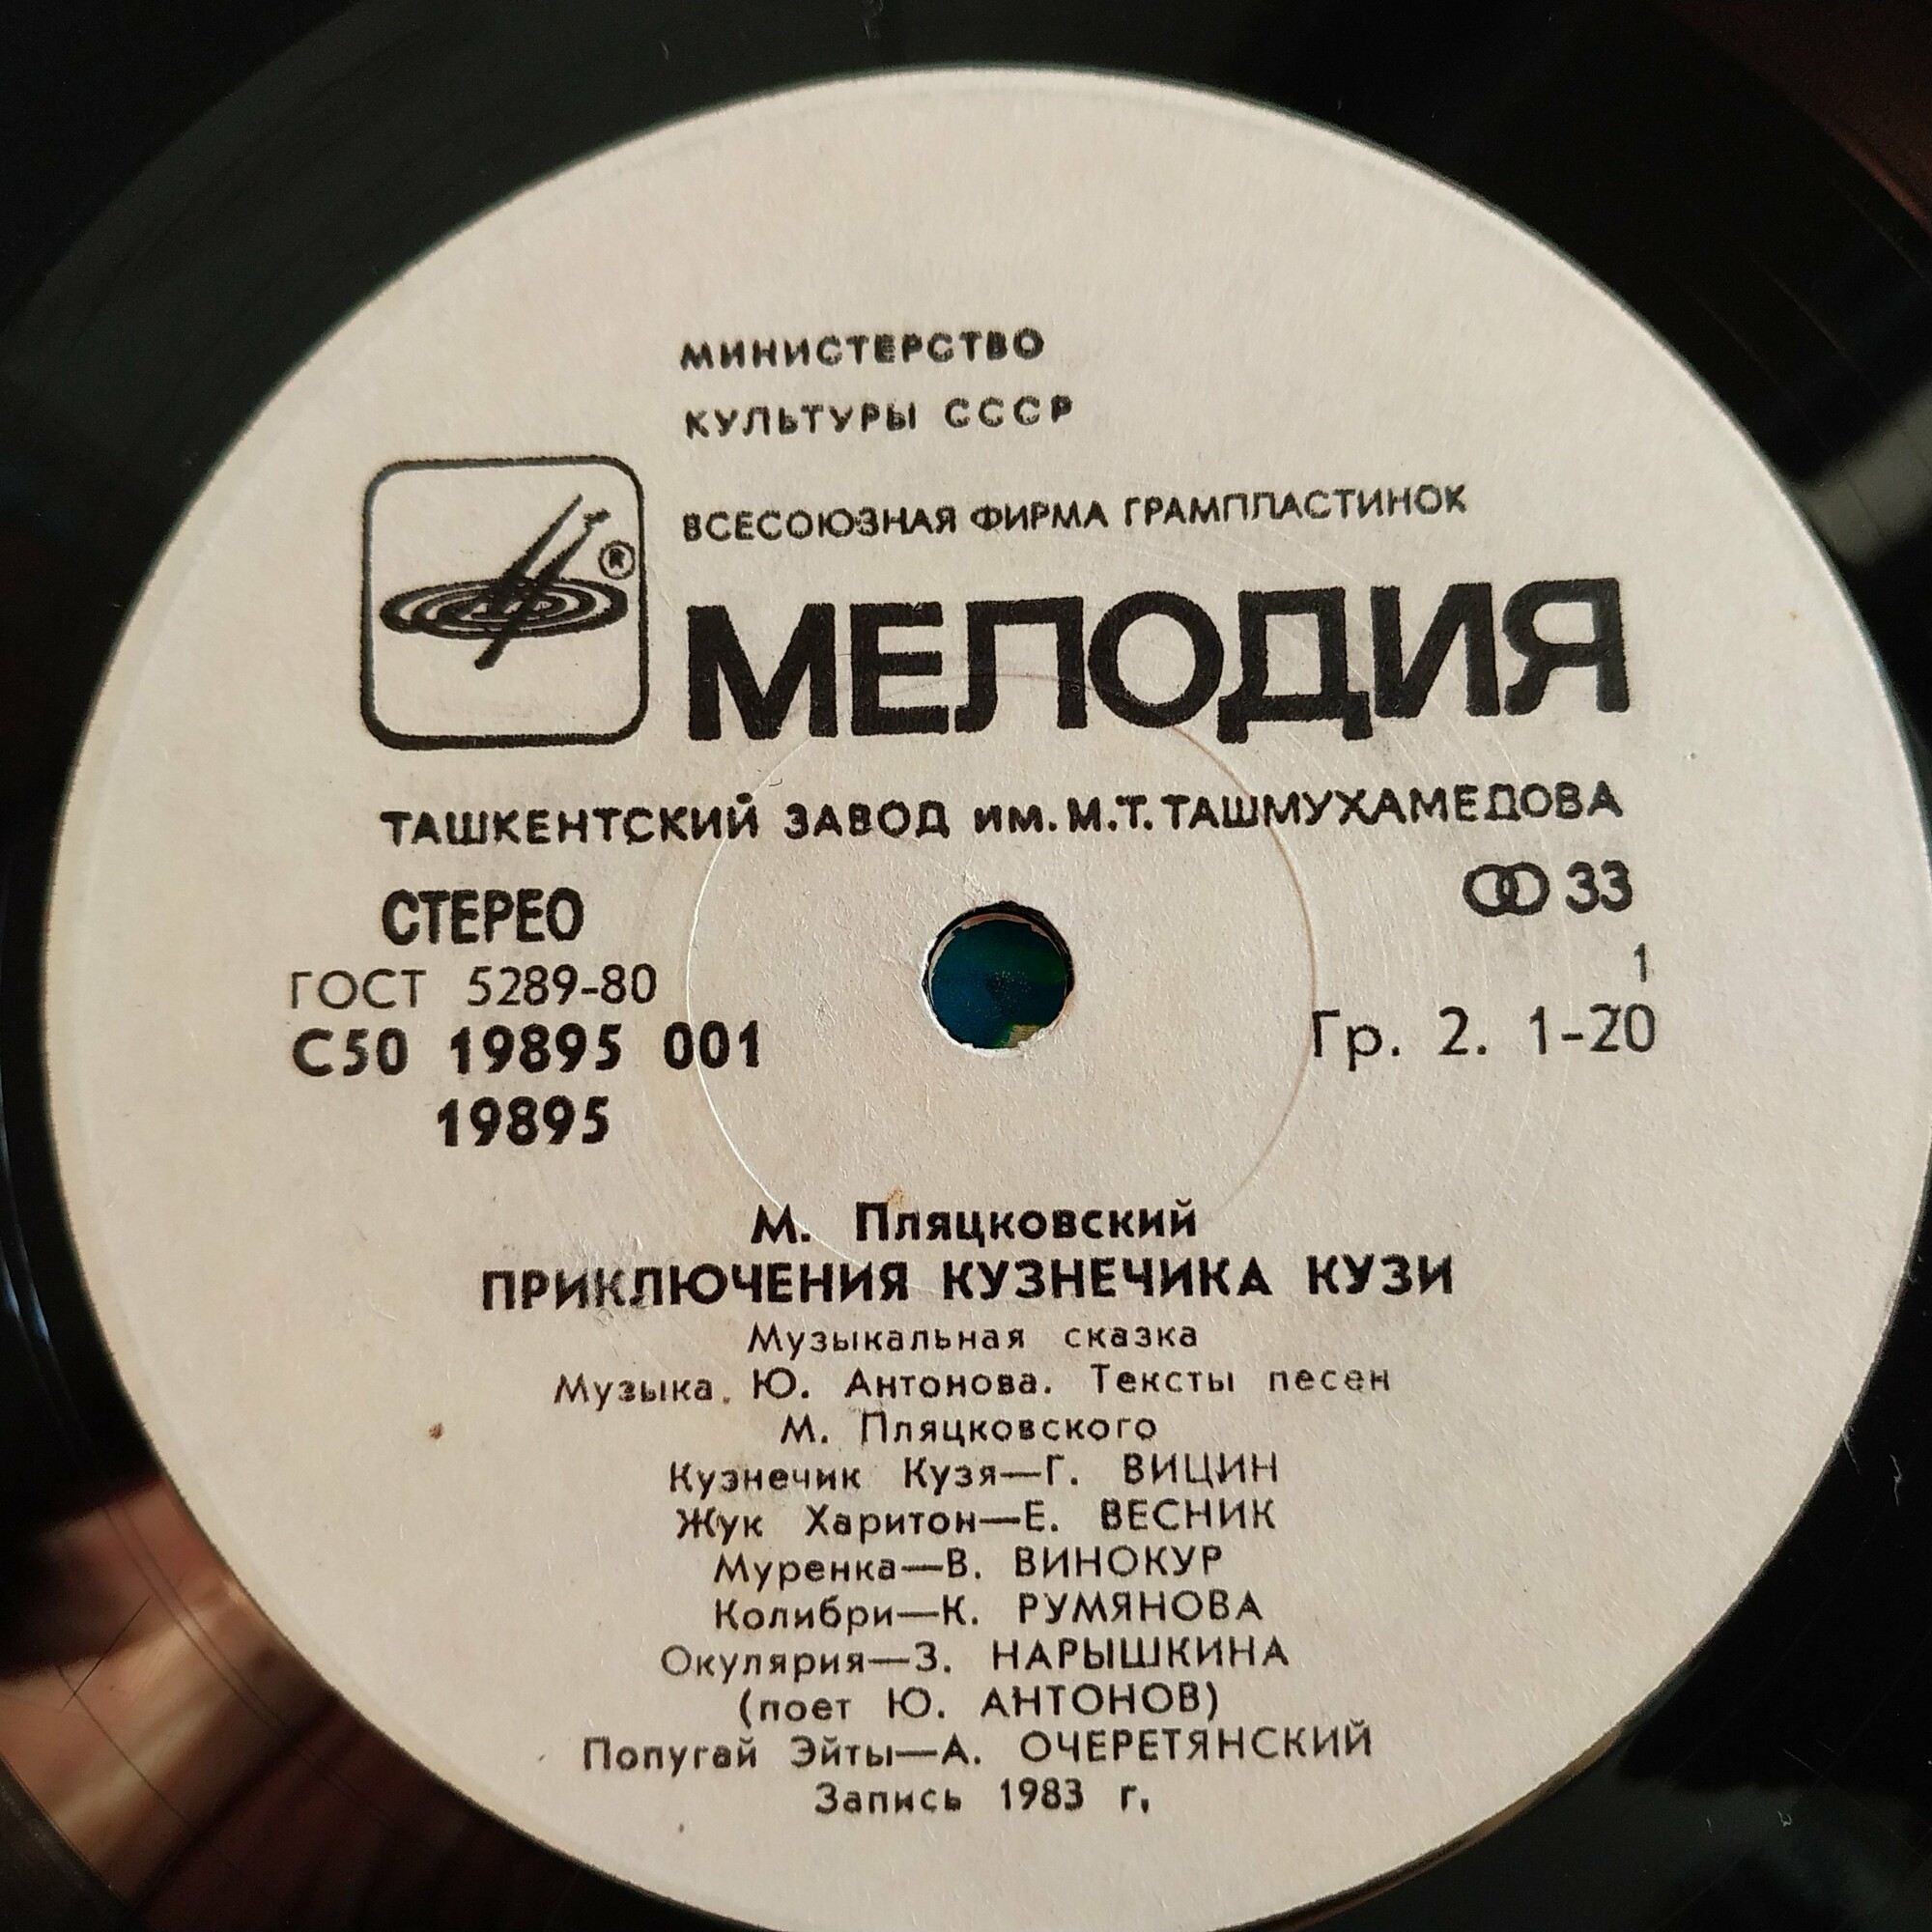 МИНИСТЕРСТВО
КУЛЬТУРЫ СССР
ВСЕСОЮЗНАЯ ФИРМА ГРАМПЛАСТИНОК
®
МЕЛОДИЯ
ТАШКЕНТСКИЙ ЗАВОД им. М.Т. ТАШМУХАМЕДОВА
СТЕРЕО
33
ГОСТ 5289-80
1
С50 19895 001
Гр. 2. 1-20
19895
М. Пляцковский
ПРИКЛЮЧЕНИЯ КУЗНЕЧИКА КУЗИ
Музыкальная сказка
Музыка. Ю. Антонова. Тексты песен
М. Пляцковского
Кузнечик Кузя—Г. ВИЦИН
Жук Харитон—Е. ВЕСНИК
Муренка—В. ВИНОКУР
Колибри—К. РУМЯНОВА
Окулярия—З. НАРЫШКИНА
(поет Ю. АНТОНОВ)
Попугай Эйты—А. ОЧЕРЕТЯНСКИЙ
Запись 1983 г.